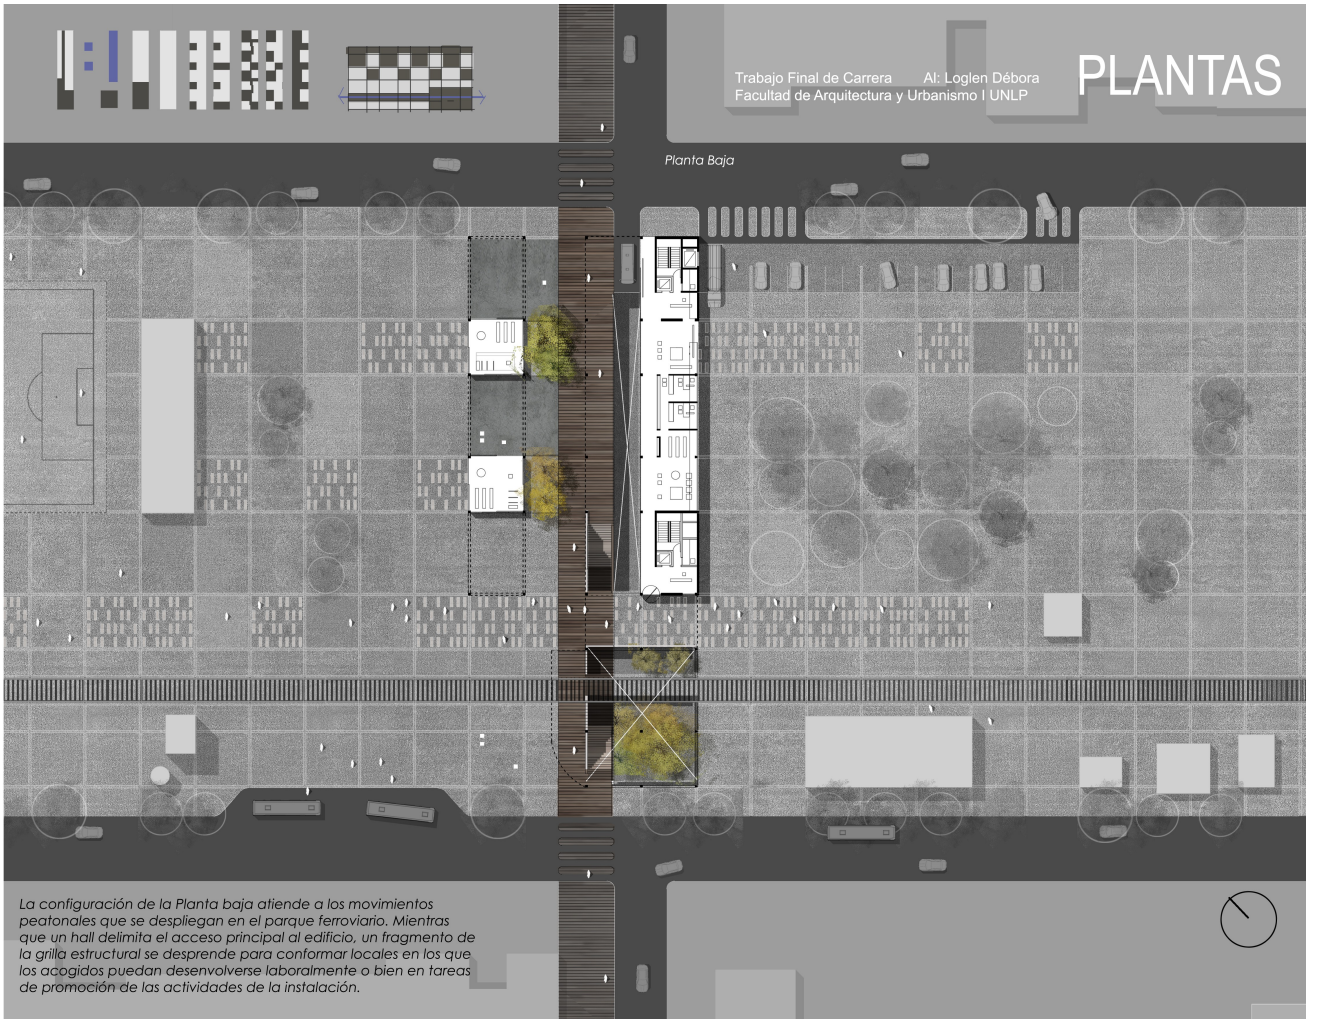 PLANTAS
Trabajo Final de Carrera Al: Loglen Débora
Facultad de Arquitectura y Urbanismo I UNLP
Planta Baja
La configuración de la Planta baja atiende a los movimientos
peatonales que se despliegan en el parque ferroviario. Mientras
que un hall delimita el acceso principal al edificio, un fragmento de
la grilla estructural se desprende para conformar locales en los que
los acogidos puedan desenvolverse laboralmente o bien en tareas
de promoción de las actividades de la instalación.